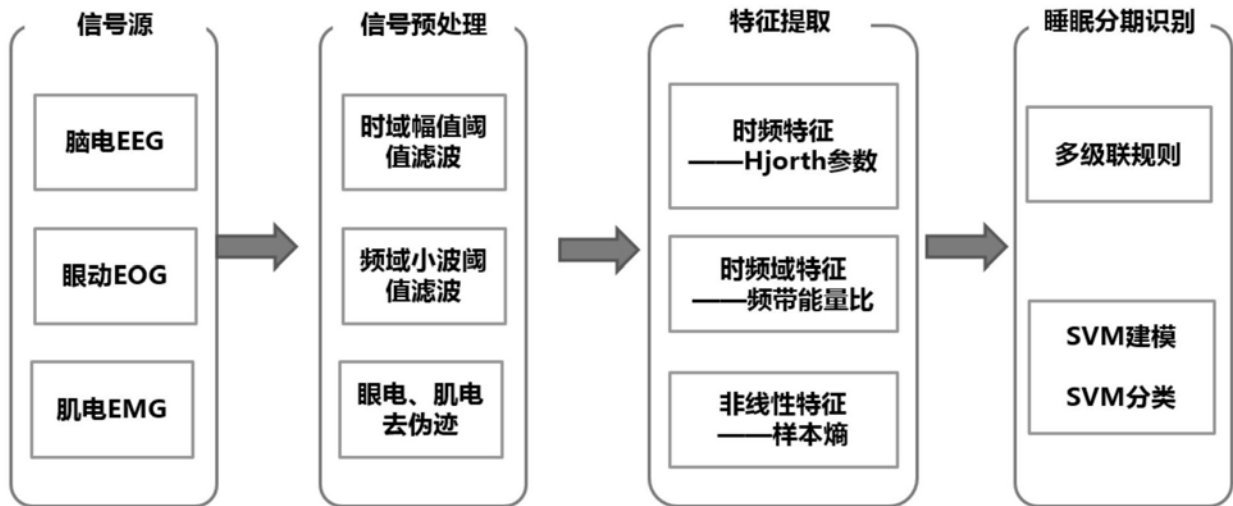 信号源
脑电EEG
眼动EOG
肌电EMG
信号预处理
时域幅值阈
值滤波
频域小波阈
值滤波
眼电、肌电
去伪迹
特征提取
时频特征
——Hjorth参数
时频域特征
——频带能量比
非线性特征
——样本熵
睡眠分期识别
多级联规则
SVM建模
SVM分类